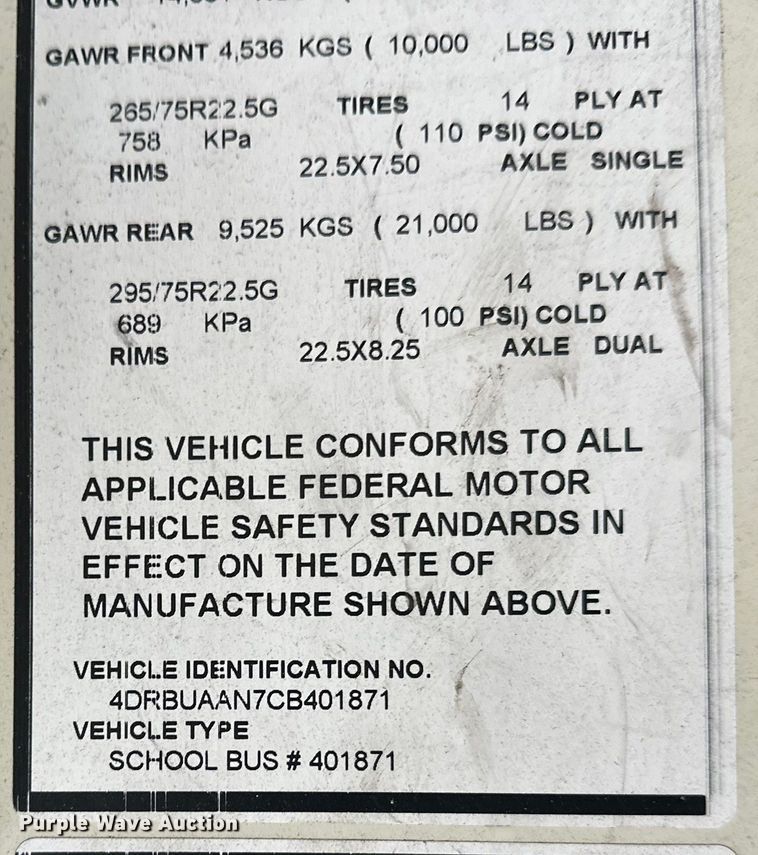 GVWR
GAWR FRONT 4,536 KGS ( 10,000 LBS ) WITH
265/75R22.5G TIRES 14 PLY AT
758 KPa ( 110 PSI) COLD
RIMS 22.5X7.50 AXLE SINGLE
GAWR REAR 9,525 KGS ( 21,000 LBS ) WITH
295/75R22.5G TIRES 14 PLY AT
689 KPa ( 100 PSI) COLD
RIMS 22.5X8.25 AXLE DUAL
THIS VEHICLE CONFORMS TO ALL
APPLICABLE FEDERAL MOTOR
VEHICLE SAFETY STANDARDS IN
EFFECT ON THE DATE OF
MANUFACTURE SHOWN ABOVE.
VEHICLE IDENTIFICATION NO.
4DRBUAAN7CB401871
VEHICLE TYPE
SCHOOL BUS # 401871
Purple Wave Auction